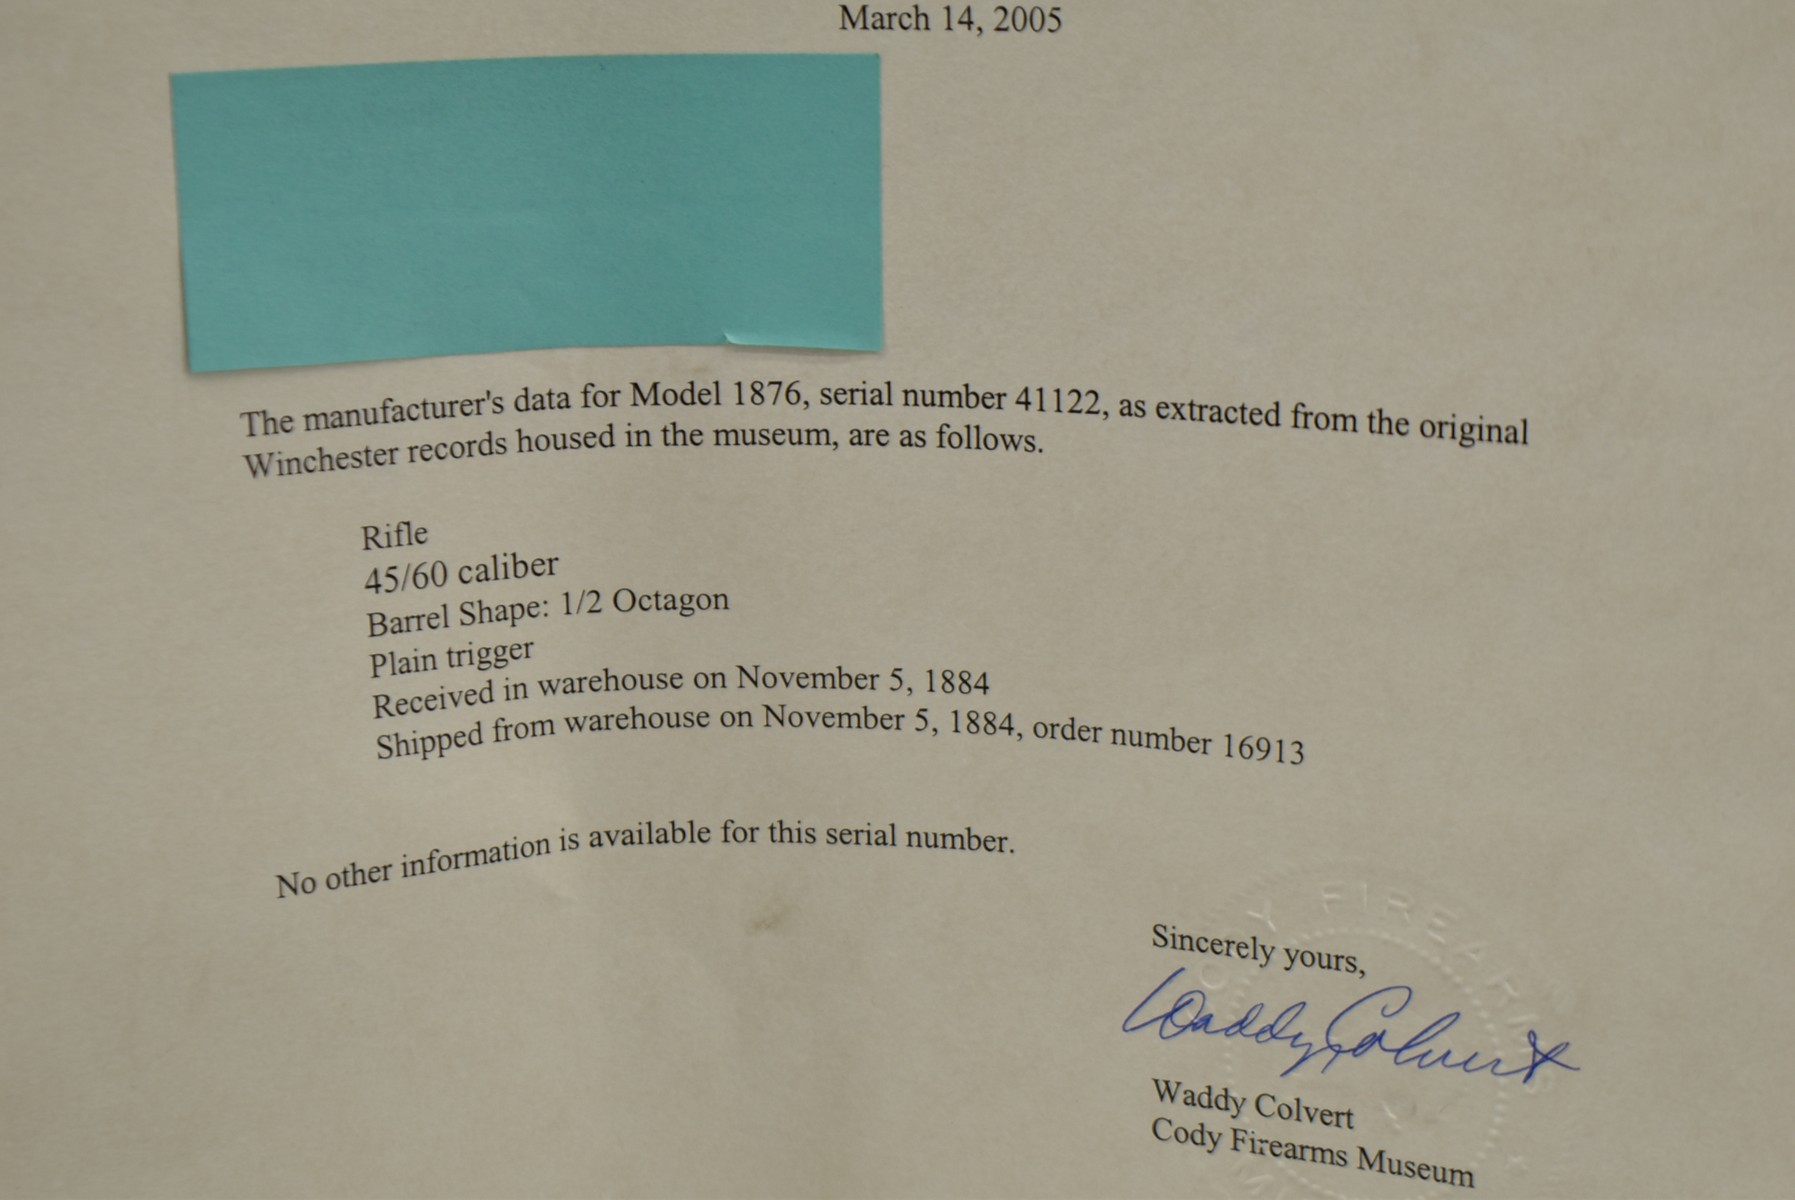 March 14, 2005
The manufacturer's data for Model 1876, serial number 41122, as extracted from the original
Winchester records housed in the museum, are as follows.
Rifle
45/60 caliber
Barrel Shape: 1/2 Octagon
Plain trigger
Received in warehouse on November 5, 1884
Shipped from warehouse on November 5, 1884, order number 16913
No other information is available for this serial number.
Sincerely yours,
Waddy Colvert
Waddy Colvert
Cody Firearms Museum